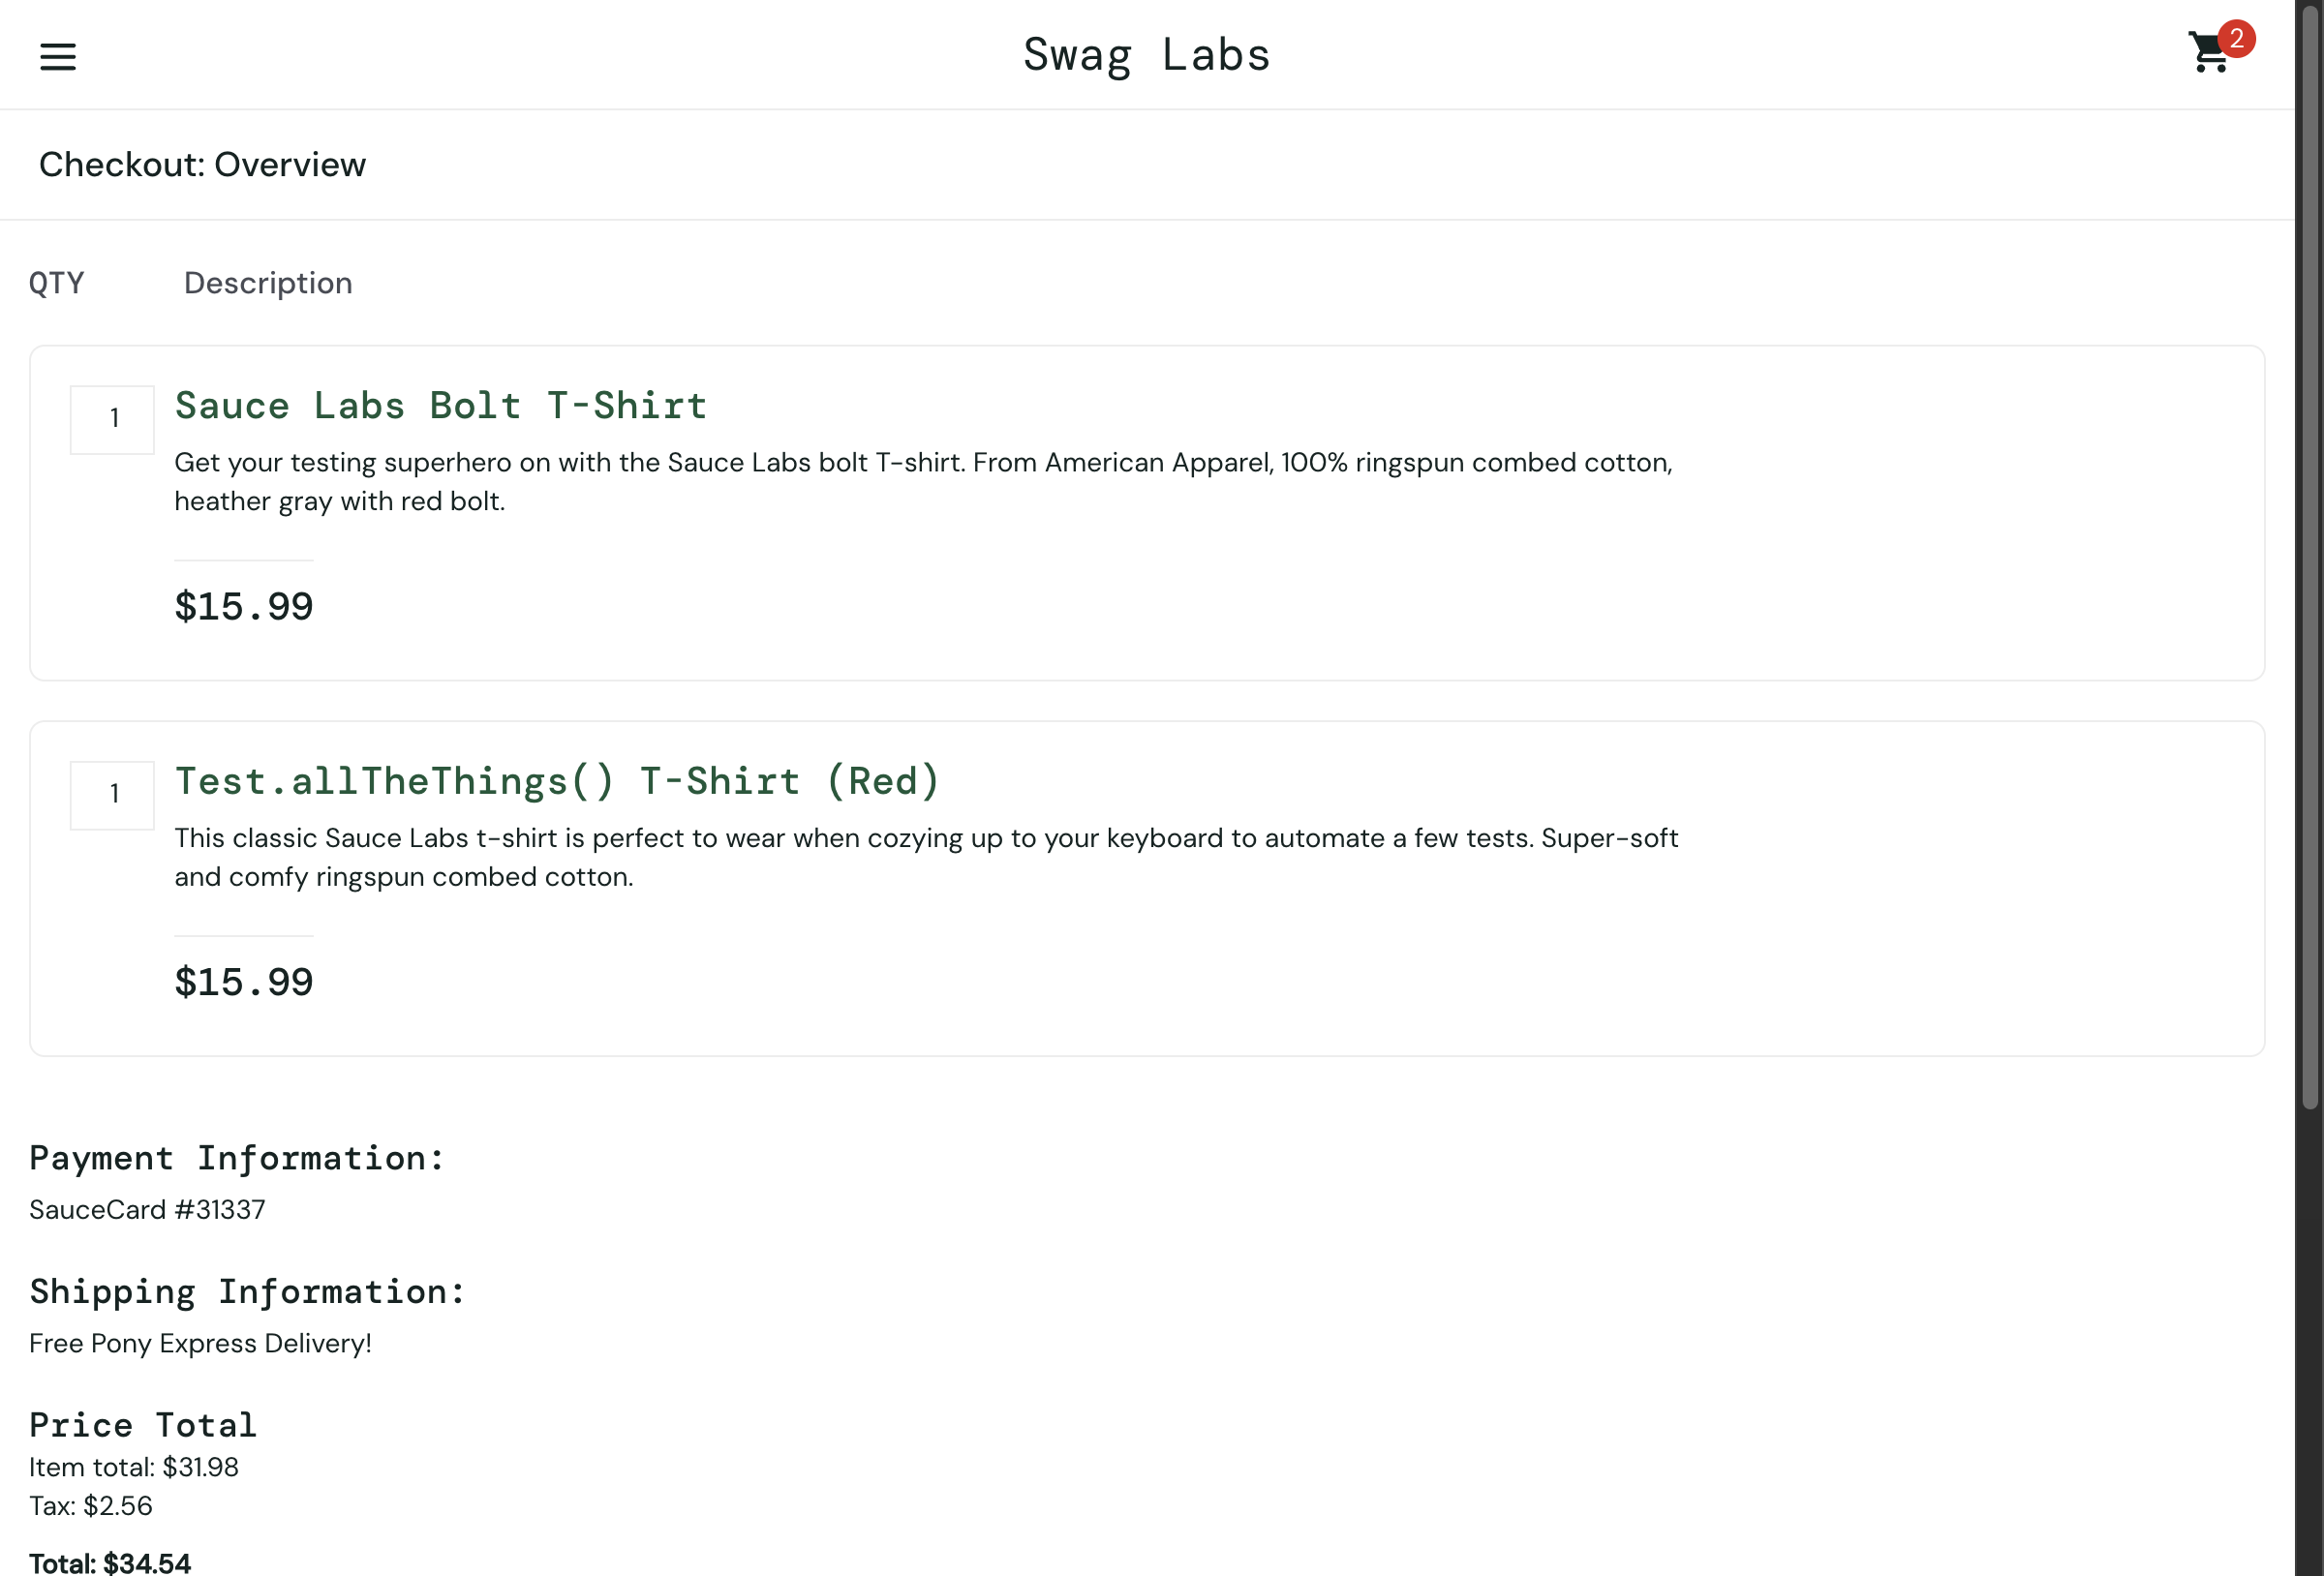 Swag Labs
2
Checkout: Overview
QTY Description
1
Sauce Labs Bolt T-Shirt
Get your testing superhero on with the Sauce Labs bolt T-shirt. From American Apparel, 100% ringspun combed cotton,
heather gray with red bolt.
$15.99
1
Test.allTheThings() T-Shirt (Red)
This classic Sauce Labs t-shirt is perfect to wear when cozying up to your keyboard to automate a few tests. Super-soft
and comfy ringspun combed cotton.
$15.99
Payment Information:
SauceCard #31337
Shipping Information:
Free Pony Express Delivery!
Price Total
Item total: $31.98
Tax: $2.56
Total: $34.54